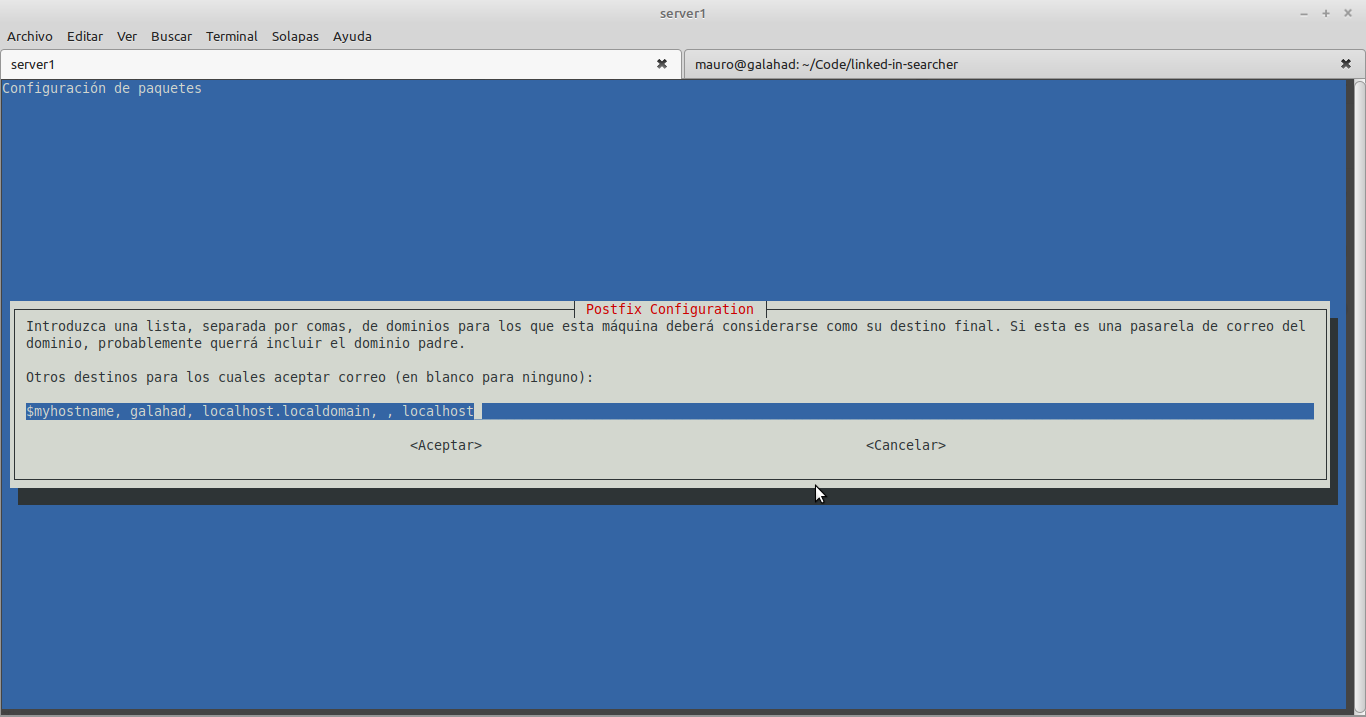 server1
Archivo Editar Ver Buscar Terminal Solapas Ayuda
server1
mauro@galahad: ~/Code/linked-in-searcher
Configuración de paquetes
Postfix Configuration
Introduzca una lista, separada por comas, de dominios para los que esta máquina deberá considerarse como su destino final. Si esta es una pasarela de correo del
dominio, probablemente querrá incluir el dominio padre.
Otros destinos para los cuales aceptar correo (en blanco para ninguno):
$myhostname, galahad, localhost.localdomain, , localhost
<Aceptar> <Cancelar>